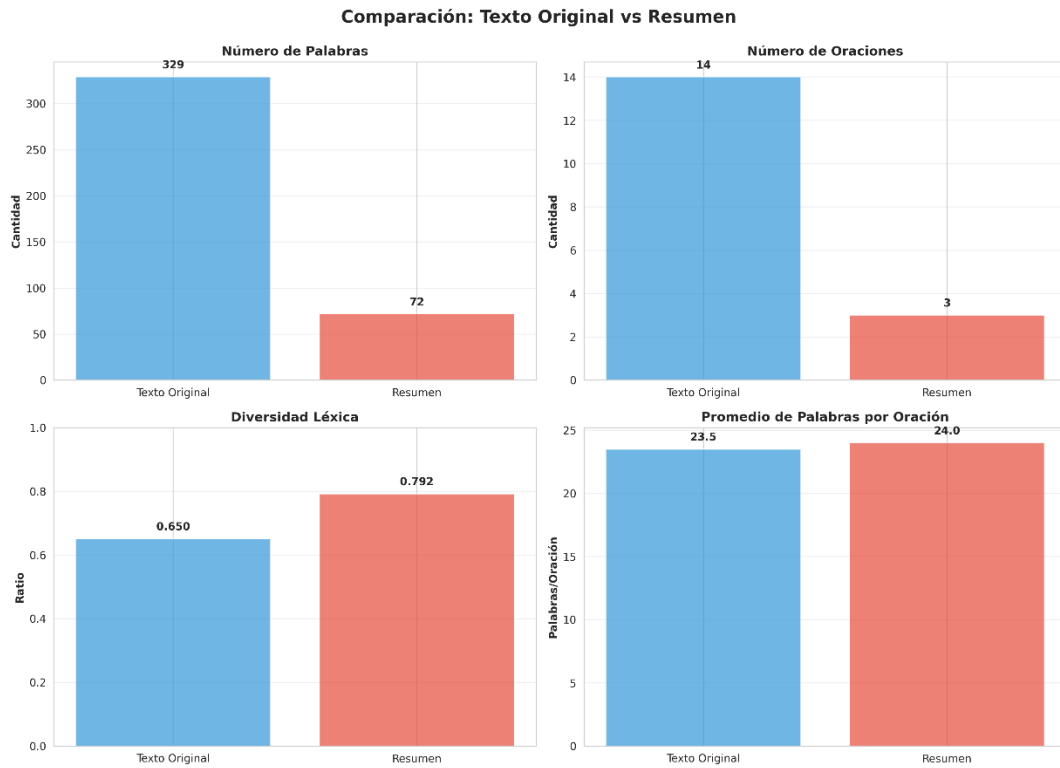 Comparación: Texto Original vs Resumen
Número de Palabras
329
300
250
200
150
100
50
0
Cantidad
72
Texto Original
Resumen
Número de Oraciones
14
14
12
10
8
6
4
2
0
Cantidad
3
Texto Original
Resumen
Diversidad Léxica
1.0
0.8
0.6
0.4
0.2
0.0
Ratio
0.650
0.792
Texto Original
Resumen
Promedio de Palabras por Oración
25
20
15
10
5
0
Palabras/Oración
23.5
24.0
Texto Original
Resumen